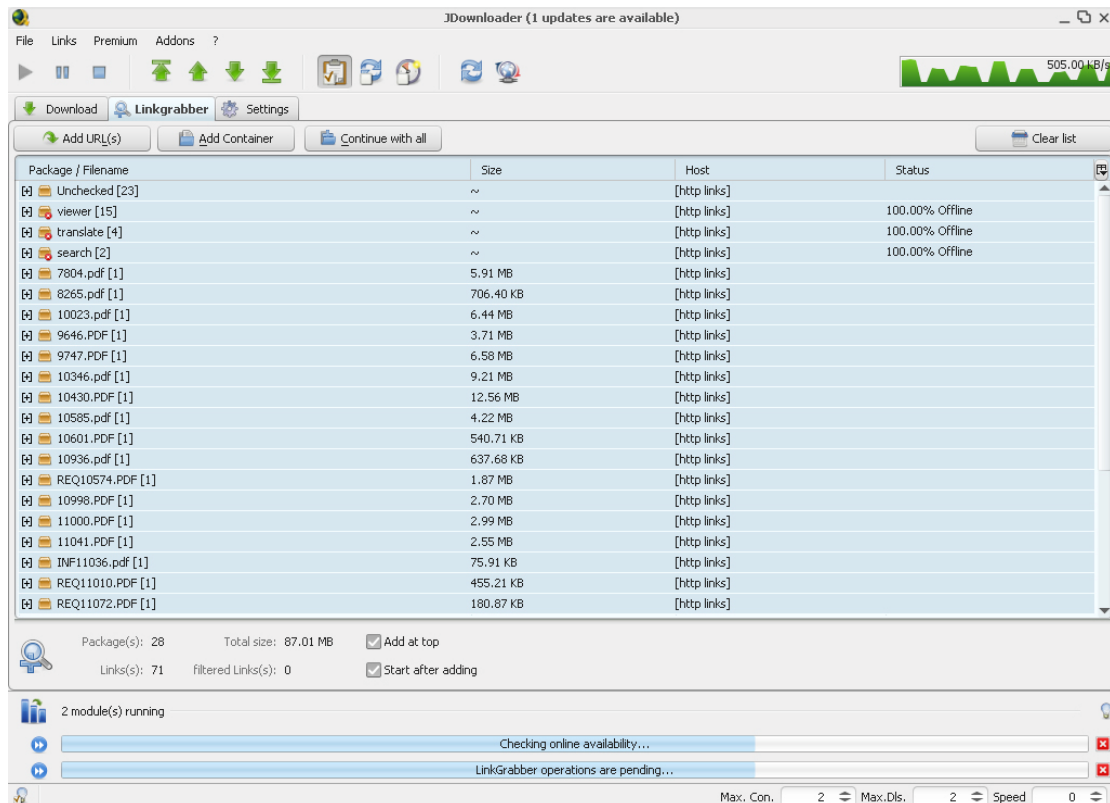 JDownloader (1 updates are available)
File Links Premium Addons ?
505.00 kB/s
Download Linkgrabber Settings
Add URL(s) Add Container Continue with all Clear list
Package / Filename Size Host Status
Unchecked [23] ~ [http links]
viewer [15] ~ [http links] 100.00% Offline
translate [4] ~ [http links] 100.00% Offline
search [2] ~ [http links] 100.00% Offline
7804.pdf [1] 5.91 MB [http links]
8265.pdf [1] 706.40 KB [http links]
10023.pdf [1] 6.44 MB [http links]
9646.PDF [1] 3.71 MB [http links]
9747.PDF [1] 6.58 MB [http links]
10346.pdf [1] 9.21 MB [http links]
10430.PDF [1] 12.56 MB [http links]
10585.pdf [1] 4.22 MB [http links]
10601.PDF [1] 540.71 KB [http links]
10936.pdf [1] 637.68 KB [http links]
REQ10574.PDF [1] 1.87 MB [http links]
10998.PDF [1] 2.70 MB [http links]
11000.PDF [1] 2.99 MB [http links]
11041.PDF [1] 2.55 MB [http links]
INF11036.pdf [1] 75.91 KB [http links]
REQ11010.PDF [1] 455.21 KB [http links]
REQ11072.PDF [1] 180.87 KB [http links]
Package(s): 28 Total size: 87.01 MB Add at top
Links(s): 71 filtered Links(s): 0 Start after adding
2 module(s) running
Checking online availability...
LinkGrabber operations are pending...
Max. Con. 2 Max.Dls. 2 Speed 0